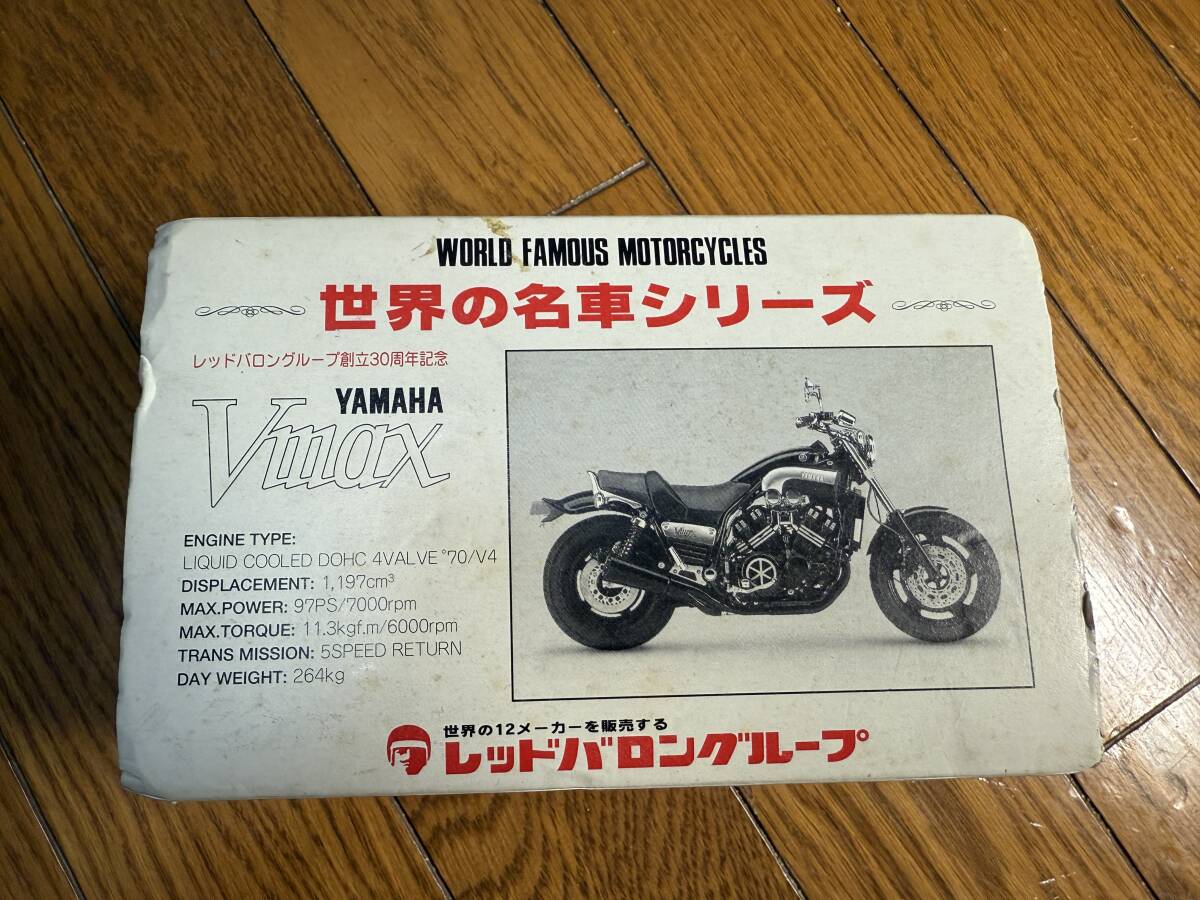 WORLD FAMOUS MOTORCYCLES
世界の名車シリーズ
レッドバロングループ創立30周年記念
YAMAHA
Vmax
ENGINE TYPE:
LIQUID COOLED DOHC 4VALVE °70/V4
DISPLACEMENT: 1,197cm³
MAX.POWER: 97PS/7000rpm
MAX.TORQUE: 11.3kgf.m/6000rpm
TRANS MISSION: 5SPEED RETURN
DAY WEIGHT: 264kg
YAMAHA
Vmax
世界の12メーカーを販売する
レッドバロングループ